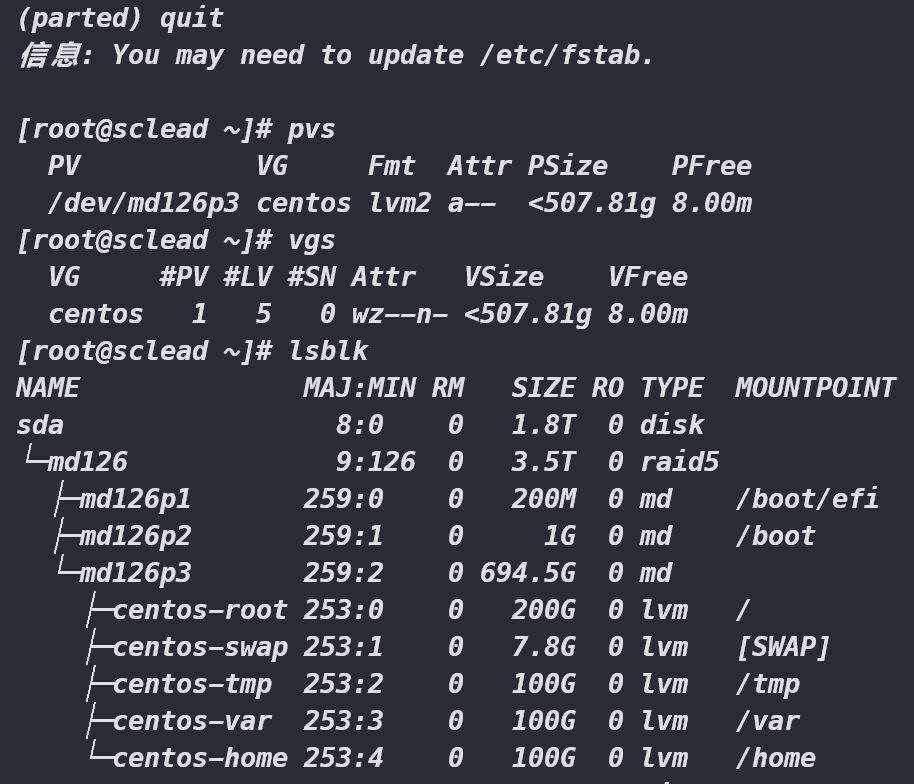 (parted) quit
信息: You may need to update /etc/fstab.
[root@sclead ~]# pvs
  PV           VG     Fmt  Attr PSize    PFree
  /dev/md126p3 centos lvm2 a--  <507.81g 8.00m
[root@sclead ~]# vgs
  VG     #PV #LV #SN Attr   VSize    VFree
  centos   1   5   0 wz--n- <507.81g 8.00m
[root@sclead ~]# lsblk
NAME              MAJ:MIN RM   SIZE RO TYPE  MOUNTPOINT
sda                 8:0    0   1.8T  0 disk
└─md126             9:126  0   3.5T  0 raid5
  ├─md126p1       259:0    0   200M  0 md    /boot/efi
  ├─md126p2       259:1    0     1G  0 md    /boot
  └─md126p3       259:2    0 694.5G  0 md
    ├─centos-root 253:0    0   200G  0 lvm   /
    ├─centos-swap 253:1    0   7.8G  0 lvm   [SWAP]
    ├─centos-tmp  253:2    0   100G  0 lvm   /tmp
    ├─centos-var  253:3    0   100G  0 lvm   /var
    └─centos-home 253:4    0   100G  0 lvm   /home